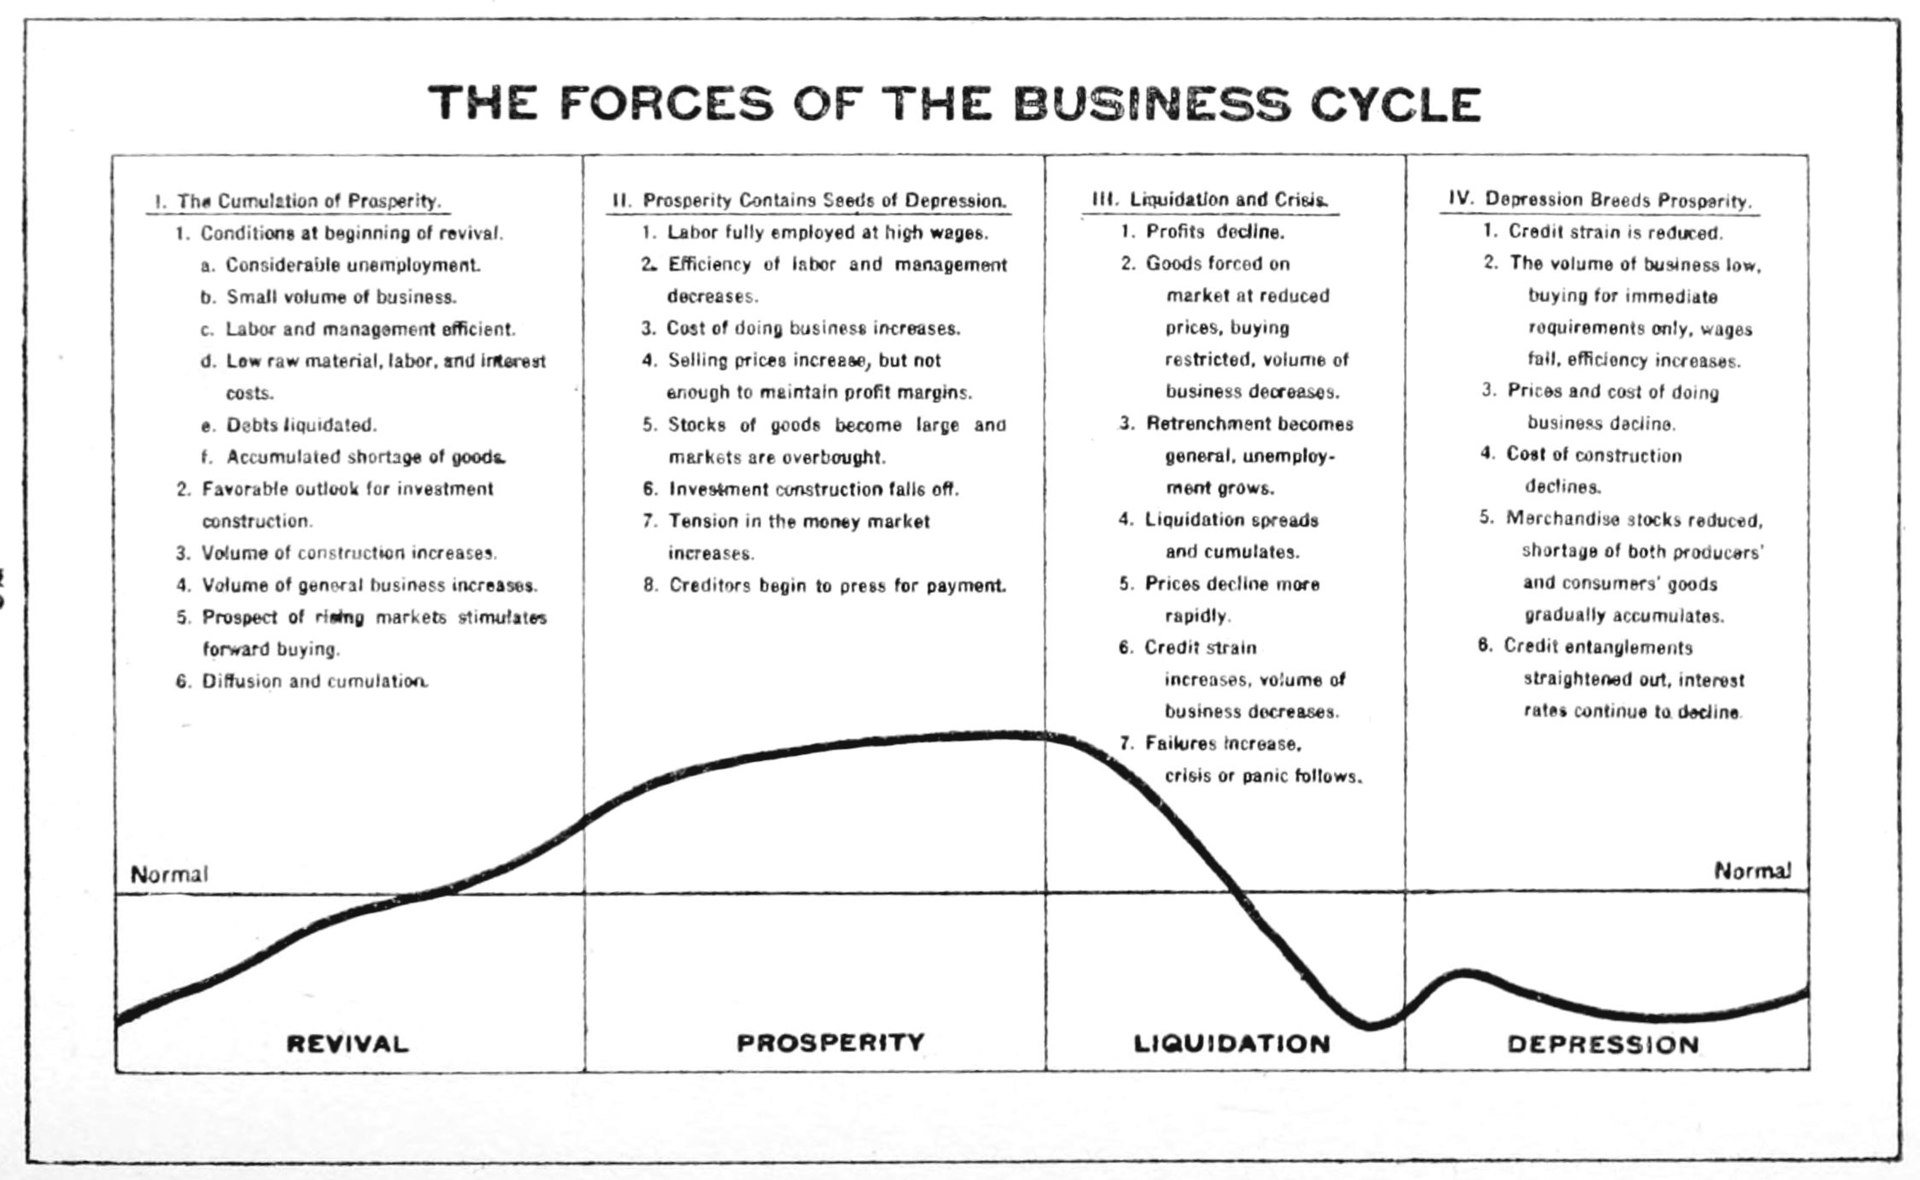 THE FORCES OF THE BUSINESS CYCLE
I. The Cumulation of Prosperity.
1. Conditions at beginning of revival.
a. Considerable unemployment.
b. Small volume of business.
c. Labor and management efficient.
d. Low raw material, labor, and interest
costs.
e. Debts liquidated.
f. Accumulated shortage of goods.
2. Favorable outlook for investment
construction.
3. Volume of construction increases.
4. Volume of general business increases.
5. Prospect of rising markets stimulates
forward buying.
6. Diffusion and cumulation.
II. Prosperity Contains Seeds of Depression.
1. Labor fully employed at high wages.
2. Efficiency of labor and management
decreases.
3. Cost of doing business increases.
4. Selling prices increase, but not
enough to maintain profit margins.
5. Stocks of goods become large and
markets are overbought.
6. Investment construction falls off.
7. Tension in the money market
increases.
8. Creditors begin to press for payment.
III. Liquidation and Crisis.
1. Profits decline.
2. Goods forced on
market at reduced
prices, buying
restricted, volume of
business decreases.
3. Retrenchment becomes
general, unemploy-
ment grows.
4. Liquidation spreads
and cumulates.
5. Prices decline more
rapidly.
6. Credit strain
increases, volume of
business decreases.
7. Failures increase,
crisis or panic follows.
IV. Depression Breeds Prosperity.
1. Credit strain is reduced.
2. The volume of business low,
buying for immediate
requirements only, wages
fall, efficiency increases.
3. Prices and cost of doing
business decline.
4. Cost of construction
declines.
5. Merchandise stocks reduced,
shortage of both producers'
and consumers' goods
gradually accumulates.
6. Credit entanglements
straightened out, interest
rates continue to decline.
Normal
Normal
REVIVAL
PROSPERITY
LIQUIDATION
DEPRESSION